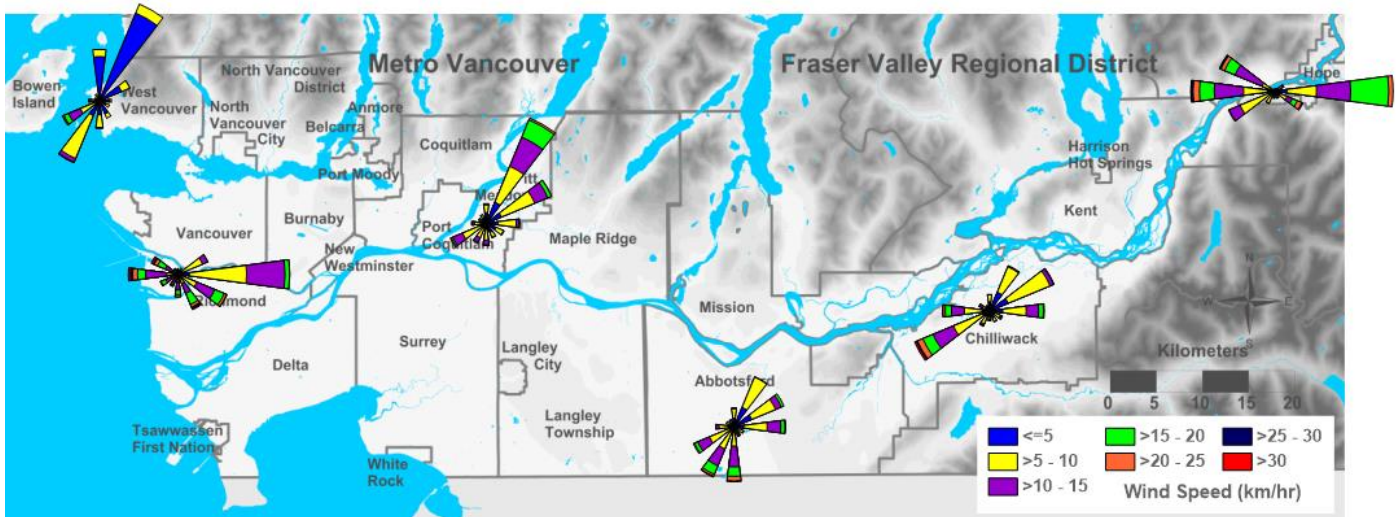 Metro Vancouver
Fraser Valley Regional District
Hope
North Vancouver
District
Bowen
Island
West
Vancouver
Anmore
North
Vancouver
City
Belcarra
Coquitlam
Harrison
Hot Springs
Port Moody
Pitt
Meadows
Kent
Vancouver
Burnaby
Port
Coquitlam
Maple Ridge
New
Westminster
Richmond
Mission
N
W
E
S
Chilliwack
Delta
Surrey
Langley
City
Abbotsford
Kilometers
0 5 10 15 20
Tsawwassen
First Nation
Langley
Township
White
Rock
<=5
>15 - 20
>25 - 30
>5 - 10
>20 - 25
>30
>10 - 15
Wind Speed (km/hr)